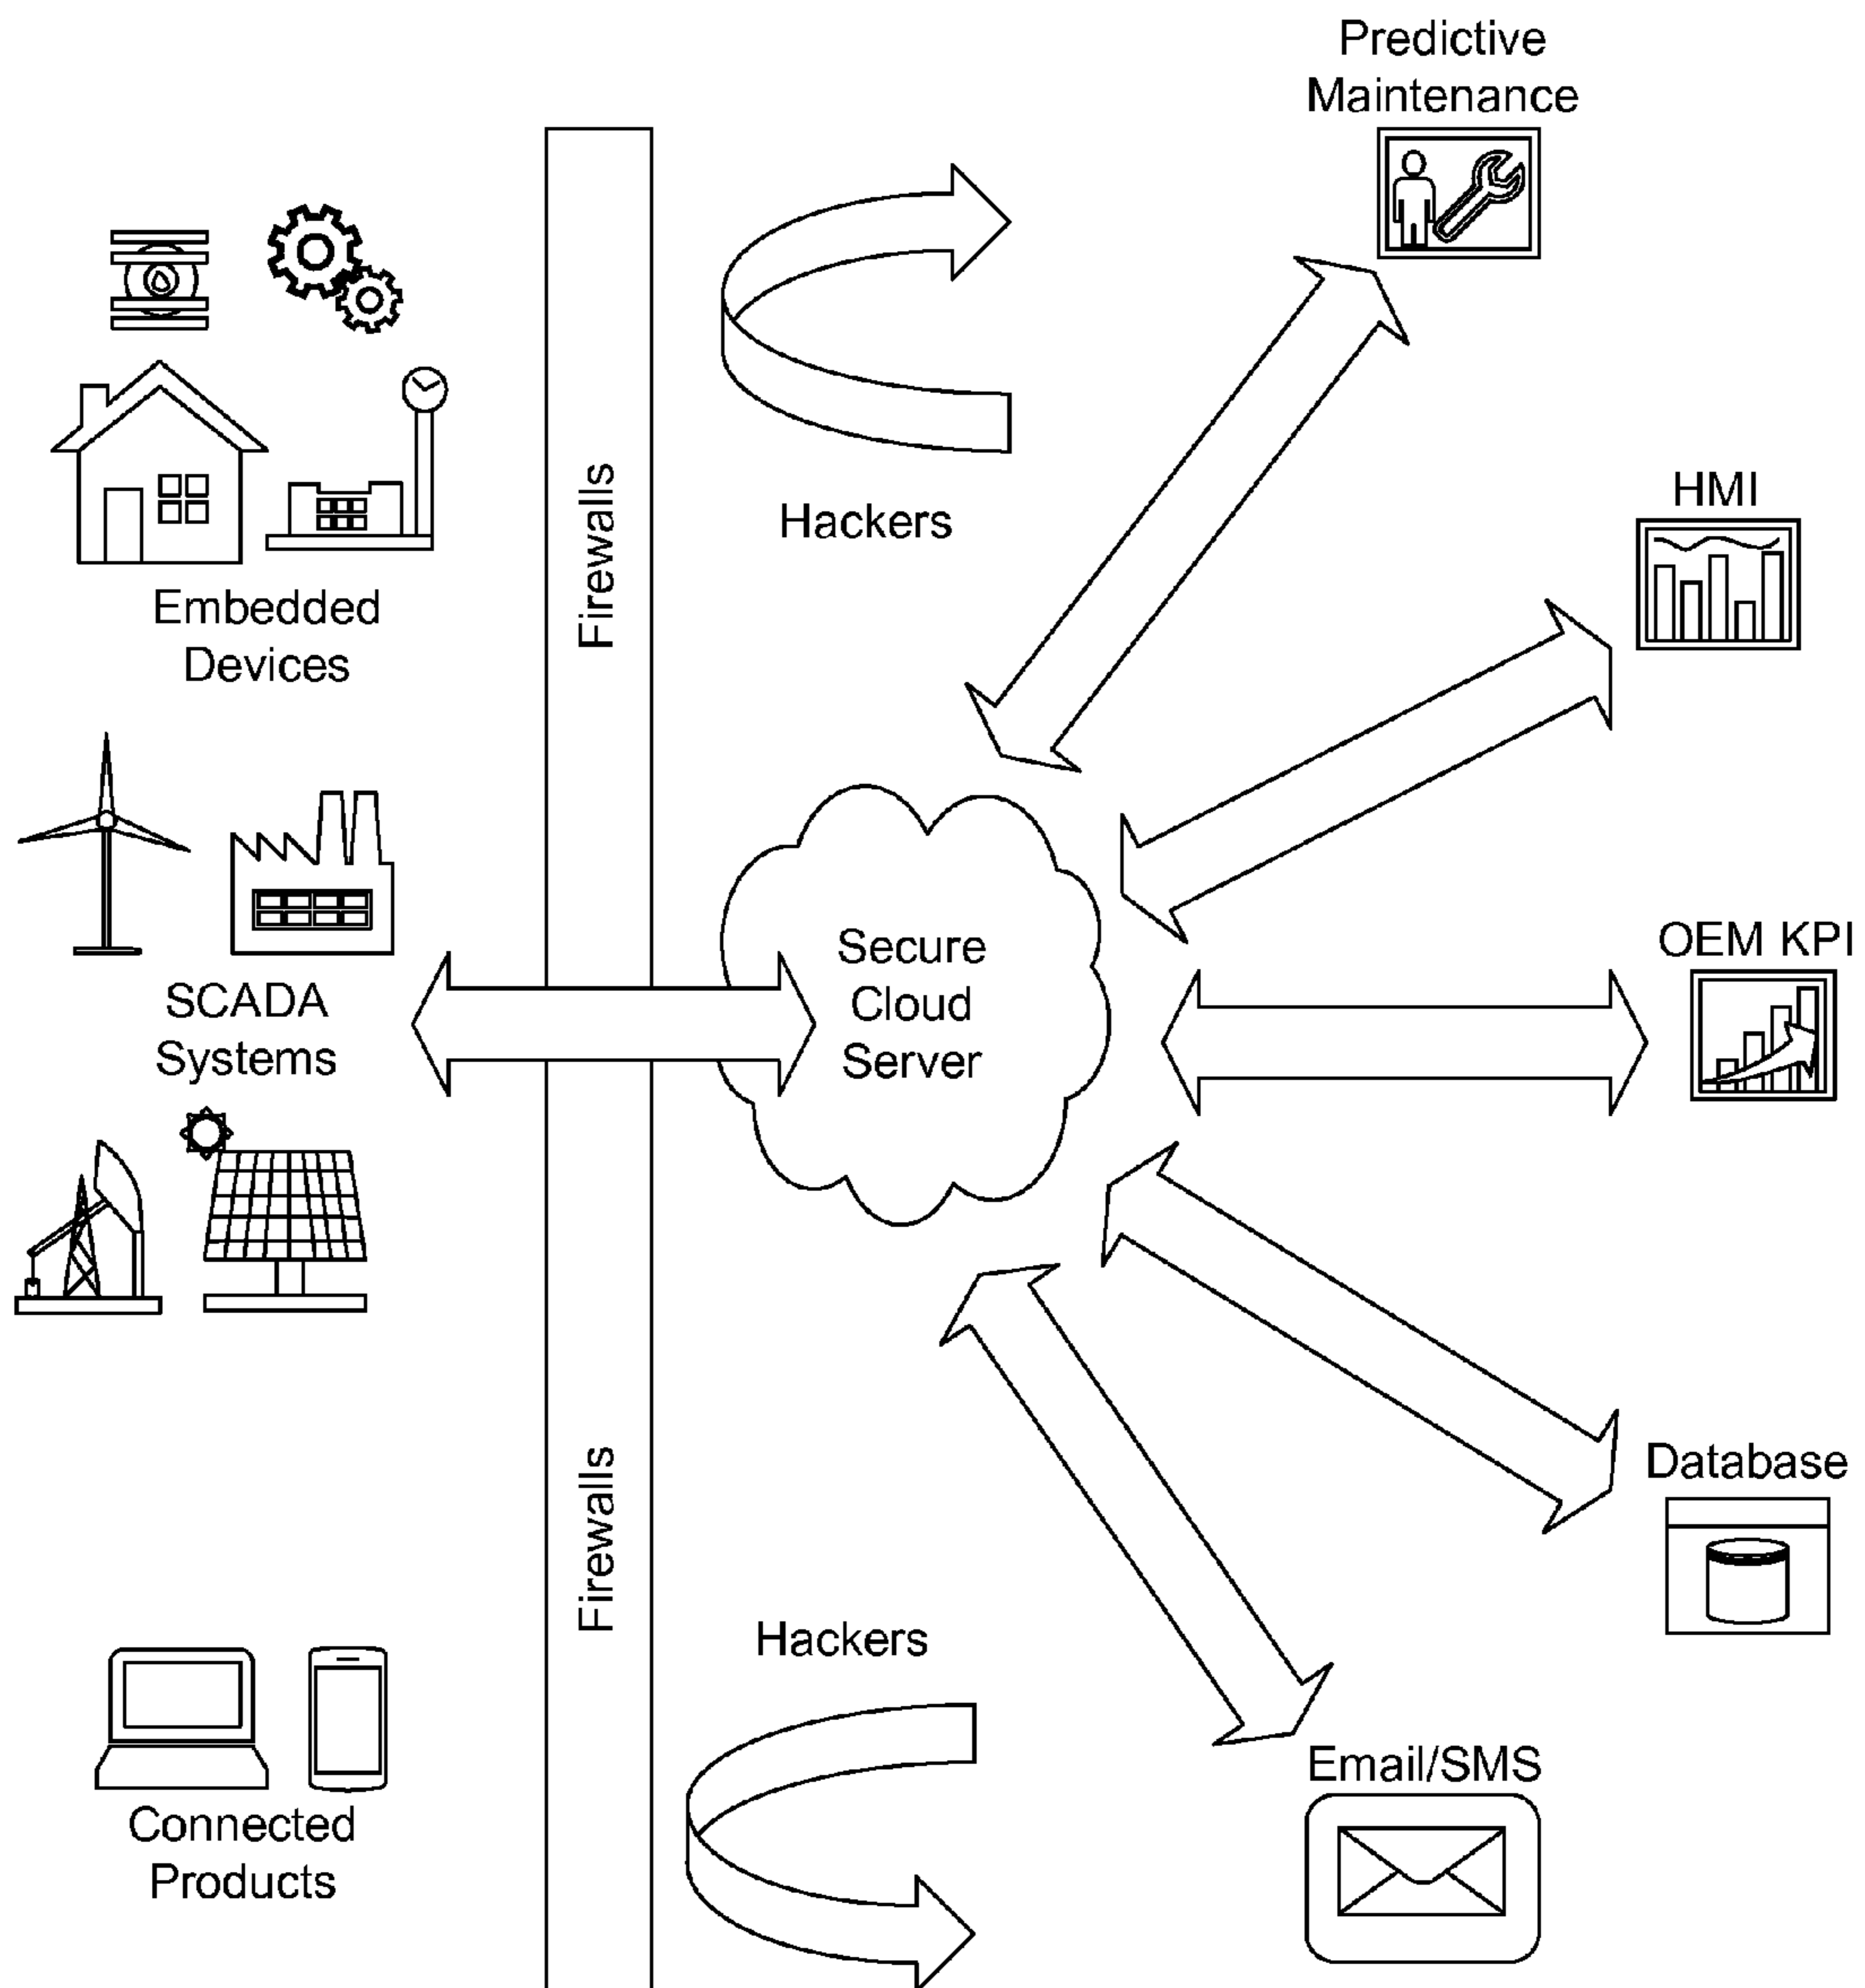 Predictive
Maintenance
Firewalls
Hackers
HMI
Embedded
Devices
Secure
Cloud
Server
OEM KPI
SCADA
Systems
Database
Firewalls
Hackers
Email/SMS
Connected
Products